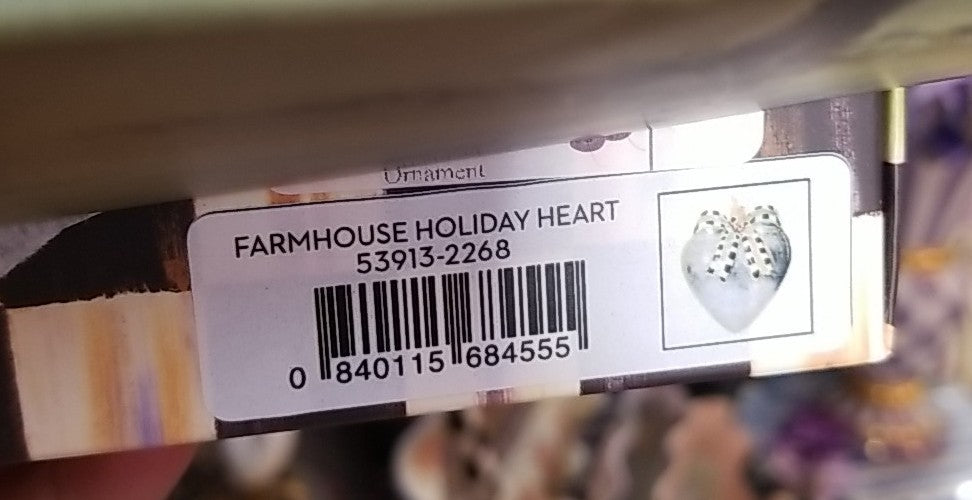 Ornament
FARMHOUSE HOLIDAY HEART
53913-2268
0 840115 684555